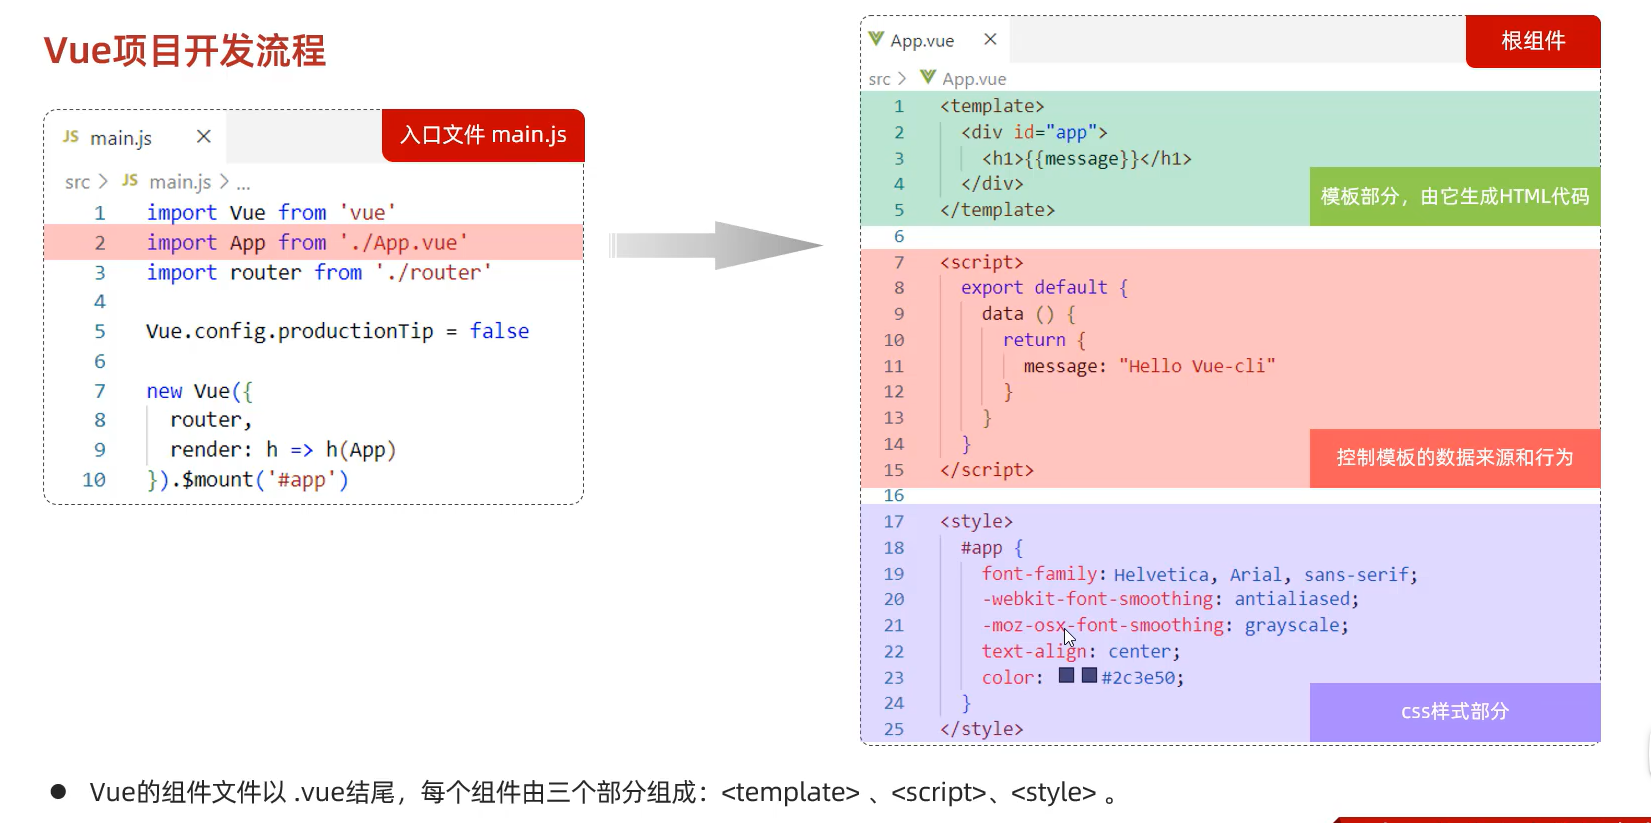 Vue项目开发流程
main.js
入口文件 main.js
src > JS main.js > ...
1 import Vue from 'vue'
2 import App from './App.vue'
3 import router from './router'
4
5 Vue.config.productionTip = false
6
7 new Vue({
8 router,
9 render: h => h(App)
10 }).$mount('#app')
App.vue
根组件
src > App.vue
1 <template>
2 <div id="app">
3 <h1>{{message}}</h1>
4 </div>
5 </template>
模板部分，由它生成HTML代码
6
7 <script>
8 export default {
9 data () {
10 return {
11 message: "Hello Vue-cli"
12 }
13 }
14 }
15 </script>
控制模板的数据来源和行为
16
17 <style>
18 #app {
19 font-family: Helvetica, Arial, sans-serif;
20 -webkit-font-smoothing: antialiased;
21 -moz-osx-font-smoothing: grayscale;
22 text-align: center;
23 color: #2c3e50;
24 }
25 </style>
css样式部分
● Vue的组件文件以 .vue结尾，每个组件由三个部分组成：<template> 、<script>、<style> 。